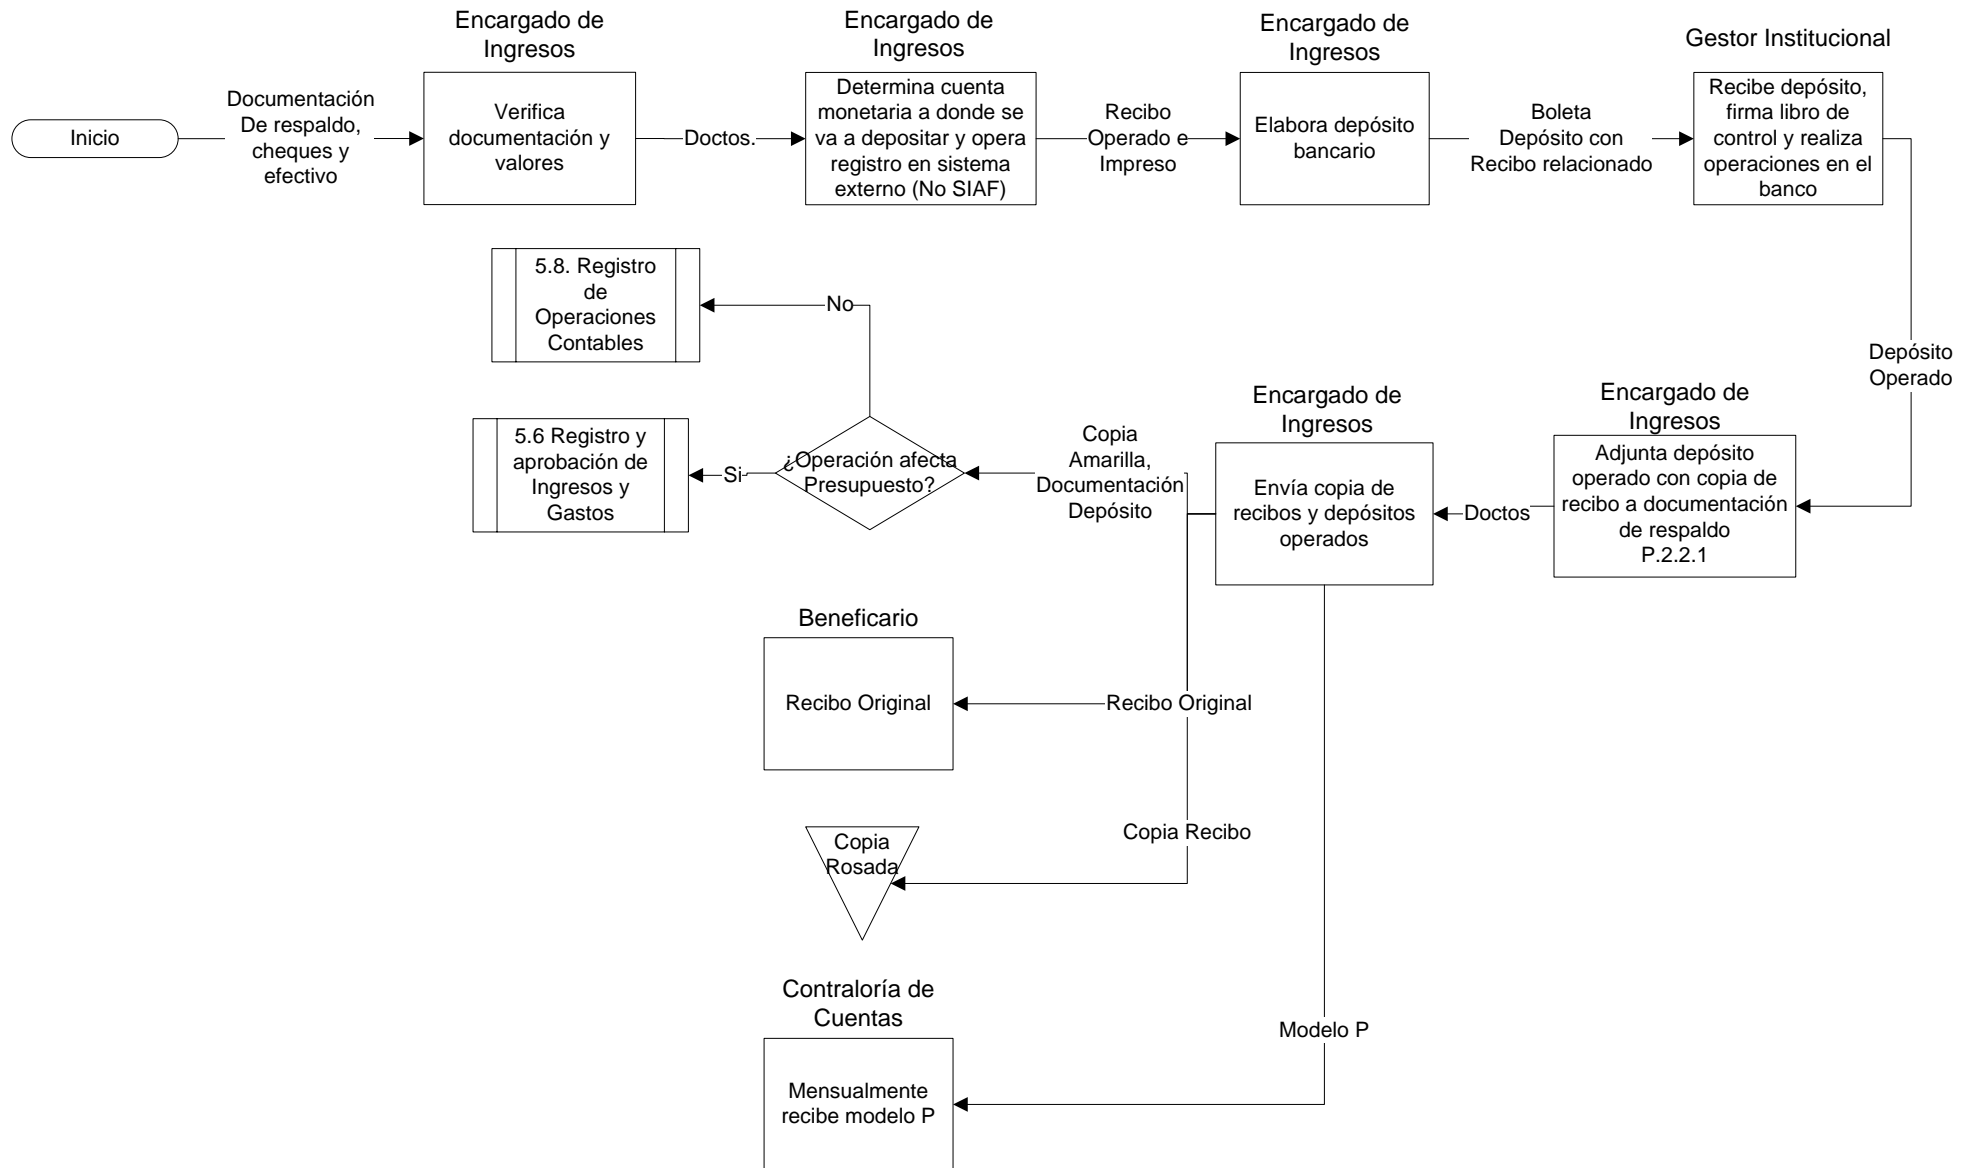 Encargado de
Ingresos
Encargado de
Ingresos
Encargado de
Ingresos
Gestor Institucional
Inicio
Documentación
De respaldo,
cheques y
efectivo
Verifica
documentación y
valores
Doctos.
Determina cuenta
monetaria a donde se
va a depositar y opera
registro en sistema
externo (No SIAF)
Recibo
Operado e
Impreso
Elabora depósito
bancario
Boleta
Depósito con
Recibo relacionado
Recibe depósito,
firma libro de
control y realiza
operaciones en el
banco
Depósito
Operado
Encargado de
Ingresos
Adjunta depósito
operado con copia de
recibo a documentación
de respaldo
P.2.2.1
Doctos
Encargado de
Ingresos
Envía copia de
recibos y depósitos
operados
Copia
Amarilla,
Documentación
Depósito
¿Operación afecta
Presupuesto?
No
5.8. Registro
de
Operaciones
Contables
Si
5.6 Registro y
aprobación de
Ingresos y
Gastos
Beneficario
Recibo Original
Recibo Original
Copia Recibo
Copia
Rosada
Modelo P
Contraloría de
Cuentas
Mensualmente
recibe modelo P